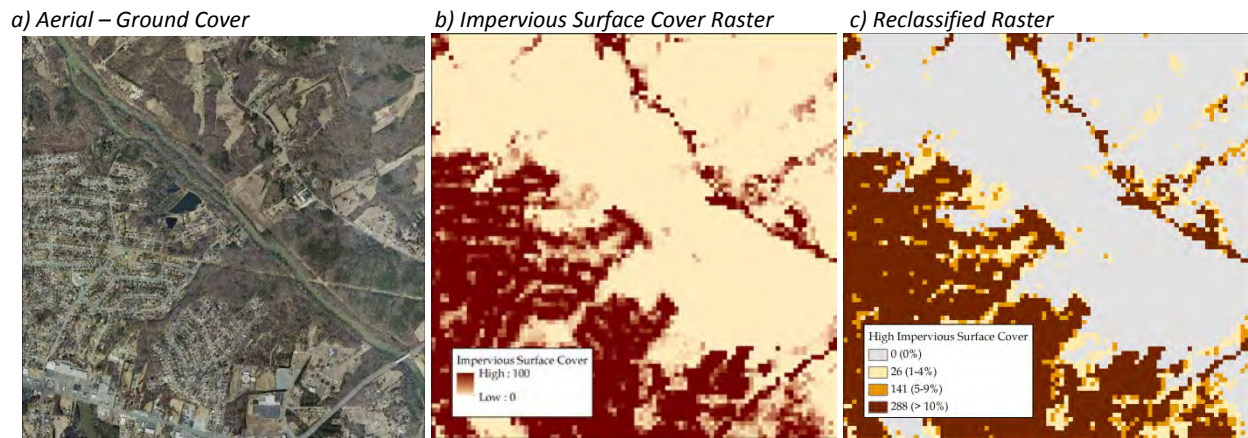 a) Aerial – Ground Cover
b) Impervious Surface Cover Raster
c) Reclassified Raster
Impervious Surface Cover
High : 100
Low : 0
High Impervious Surface Cover
0 (0%)
26 (1-4%)
141 (5-9%)
288 (> 10%)